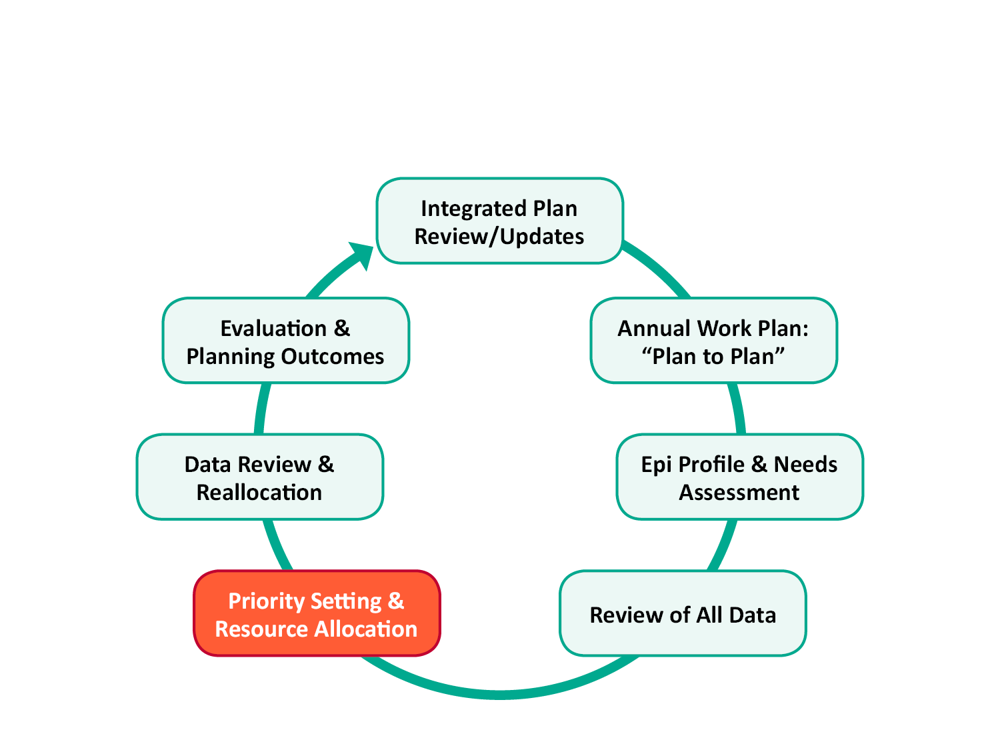 Integrated Plan
Review/Updates
Annual Work Plan:
“Plan to Plan”
Epi Profile & Needs
Assessment
Review of All Data
Priority Setting &
Resource Allocation
Data Review &
Reallocation
Evaluation &
Planning Outcomes